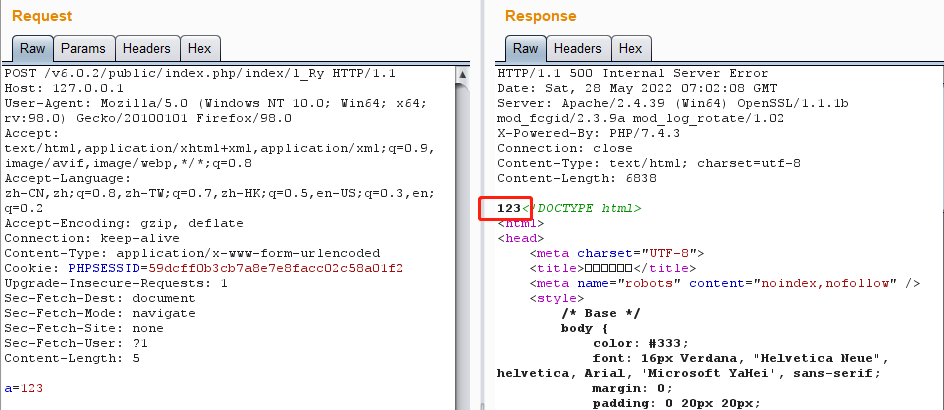 Request
Raw Params Headers Hex
POST /v6.0.2/public/index.php/index/l_Ry HTTP/1.1
Host: 127.0.0.1
User-Agent: Mozilla/5.0 (Windows NT 10.0; Win64; x64;
rv:98.0) Gecko/20100101 Firefox/98.0
Accept:
text/html,application/xhtml+xml,application/xml;q=0.9,
image/avif,image/webp,*/*;q=0.8
Accept-Language:
zh-CN,zh;q=0.8,zh-TW;q=0.7,zh-HK;q=0.5,en-US;q=0.3,en;
q=0.2
Accept-Encoding: gzip, deflate
Connection: keep-alive
Content-Type: application/x-www-form-urlencoded
Cookie: PHPSESSID=59dcff0b3cb7a8e7e8facc02c58a01f2
Upgrade-Insecure-Requests: 1
Sec-Fetch-Dest: document
Sec-Fetch-Mode: navigate
Sec-Fetch-Site: none
Sec-Fetch-User: ?1
Content-Length: 5
a=123
Response
Raw Headers Hex
HTTP/1.1 500 Internal Server Error
Date: Sat, 28 May 2022 07:02:08 GMT
Server: Apache/2.4.39 (Win64) OpenSSL/1.1.1b
mod_fcgid/2.3.9a mod_log_rotate/1.02
X-Powered-By: PHP/7.4.3
Connection: close
Content-Type: text/html; charset=utf-8
Content-Length: 6838
123<!DOCTYPE html>
<html>
<head>
<meta charset="UTF-8">
<title>□□□□□□</title>
<meta name="robots" content="noindex,nofollow" />
<style>
/* Base */
body {
color: #333;
font: 16px Verdana, "Helvetica Neue",
helvetica, Arial, 'Microsoft YaHei', sans-serif;
margin: 0;
padding: 0 20px 20px;